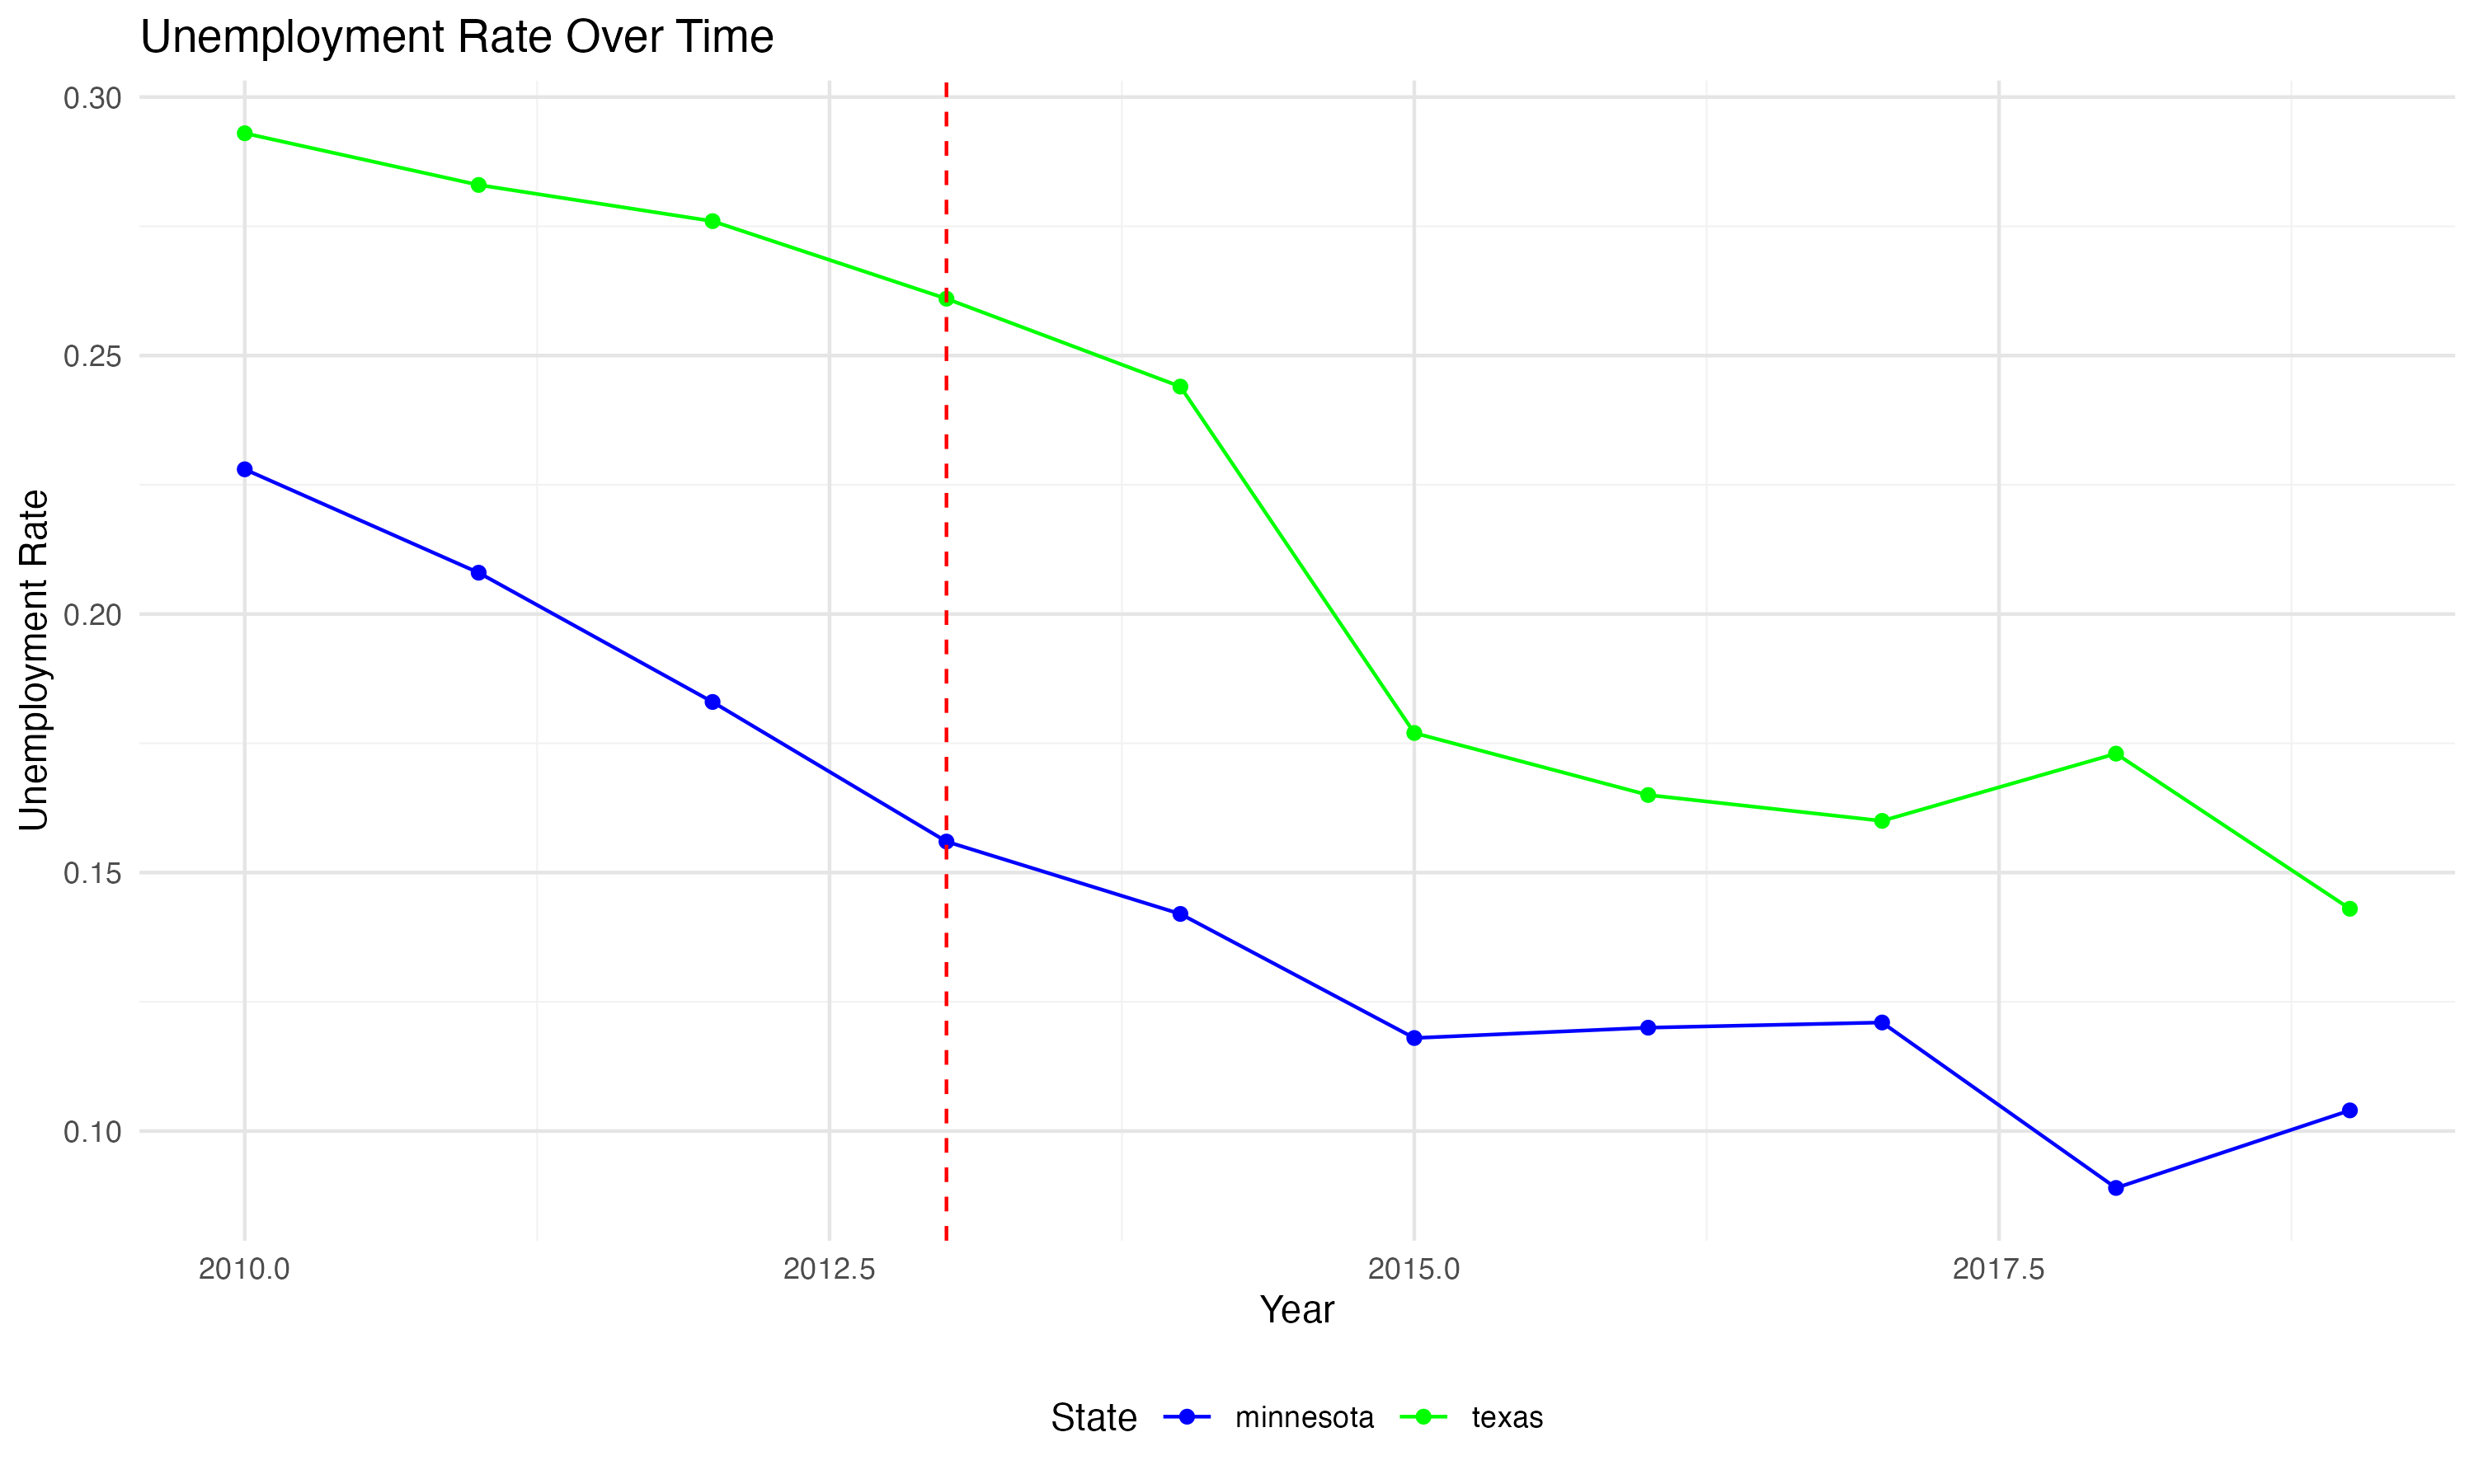 Unemployment Rate Over Time
Unemployment Rate
0.30
0.25
0.20
0.15
0.10
2010.0 2012.5 2015.0 2017.5
Year
State minnesota texas